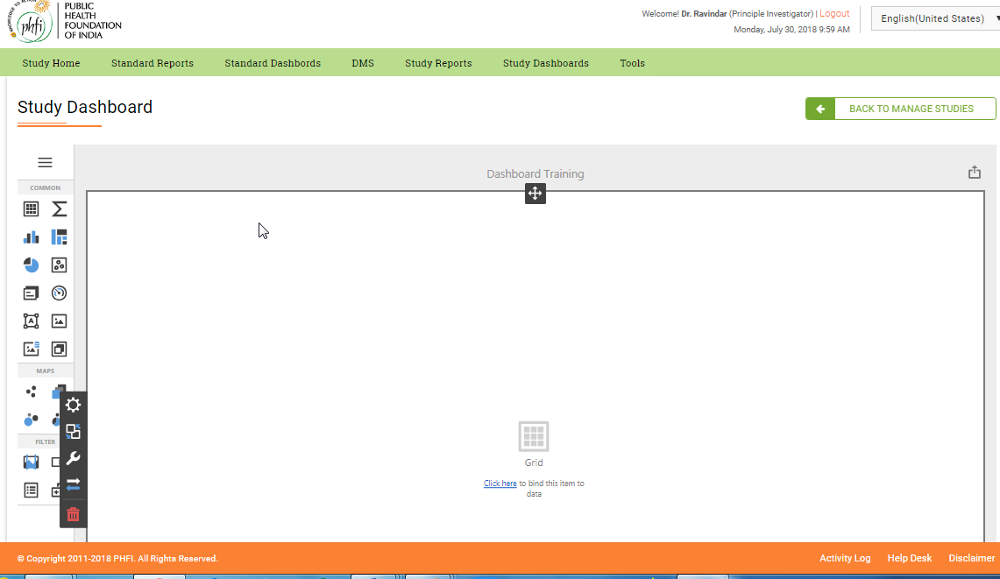 PUBLIC
HEALTH
FOUNDATION
OF INDIA
phfi
Welcome! Dr. Ravindar (Principle Investigator) | Logout
Monday, July 30, 2018 9:59 AM
English(United States)
Study Home Standard Reports Standard Dashbords DMS Study Reports Study Dashboards Tools
Study Dashboard
BACK TO MANAGE STUDIES
Dashboard Training
COMMON
MAPS
FILTER
Grid
Click here to bind this item to
data
© Copyright 2011-2018 PHFI. All Rights Reserved.
Activity Log Help Desk Disclaimer